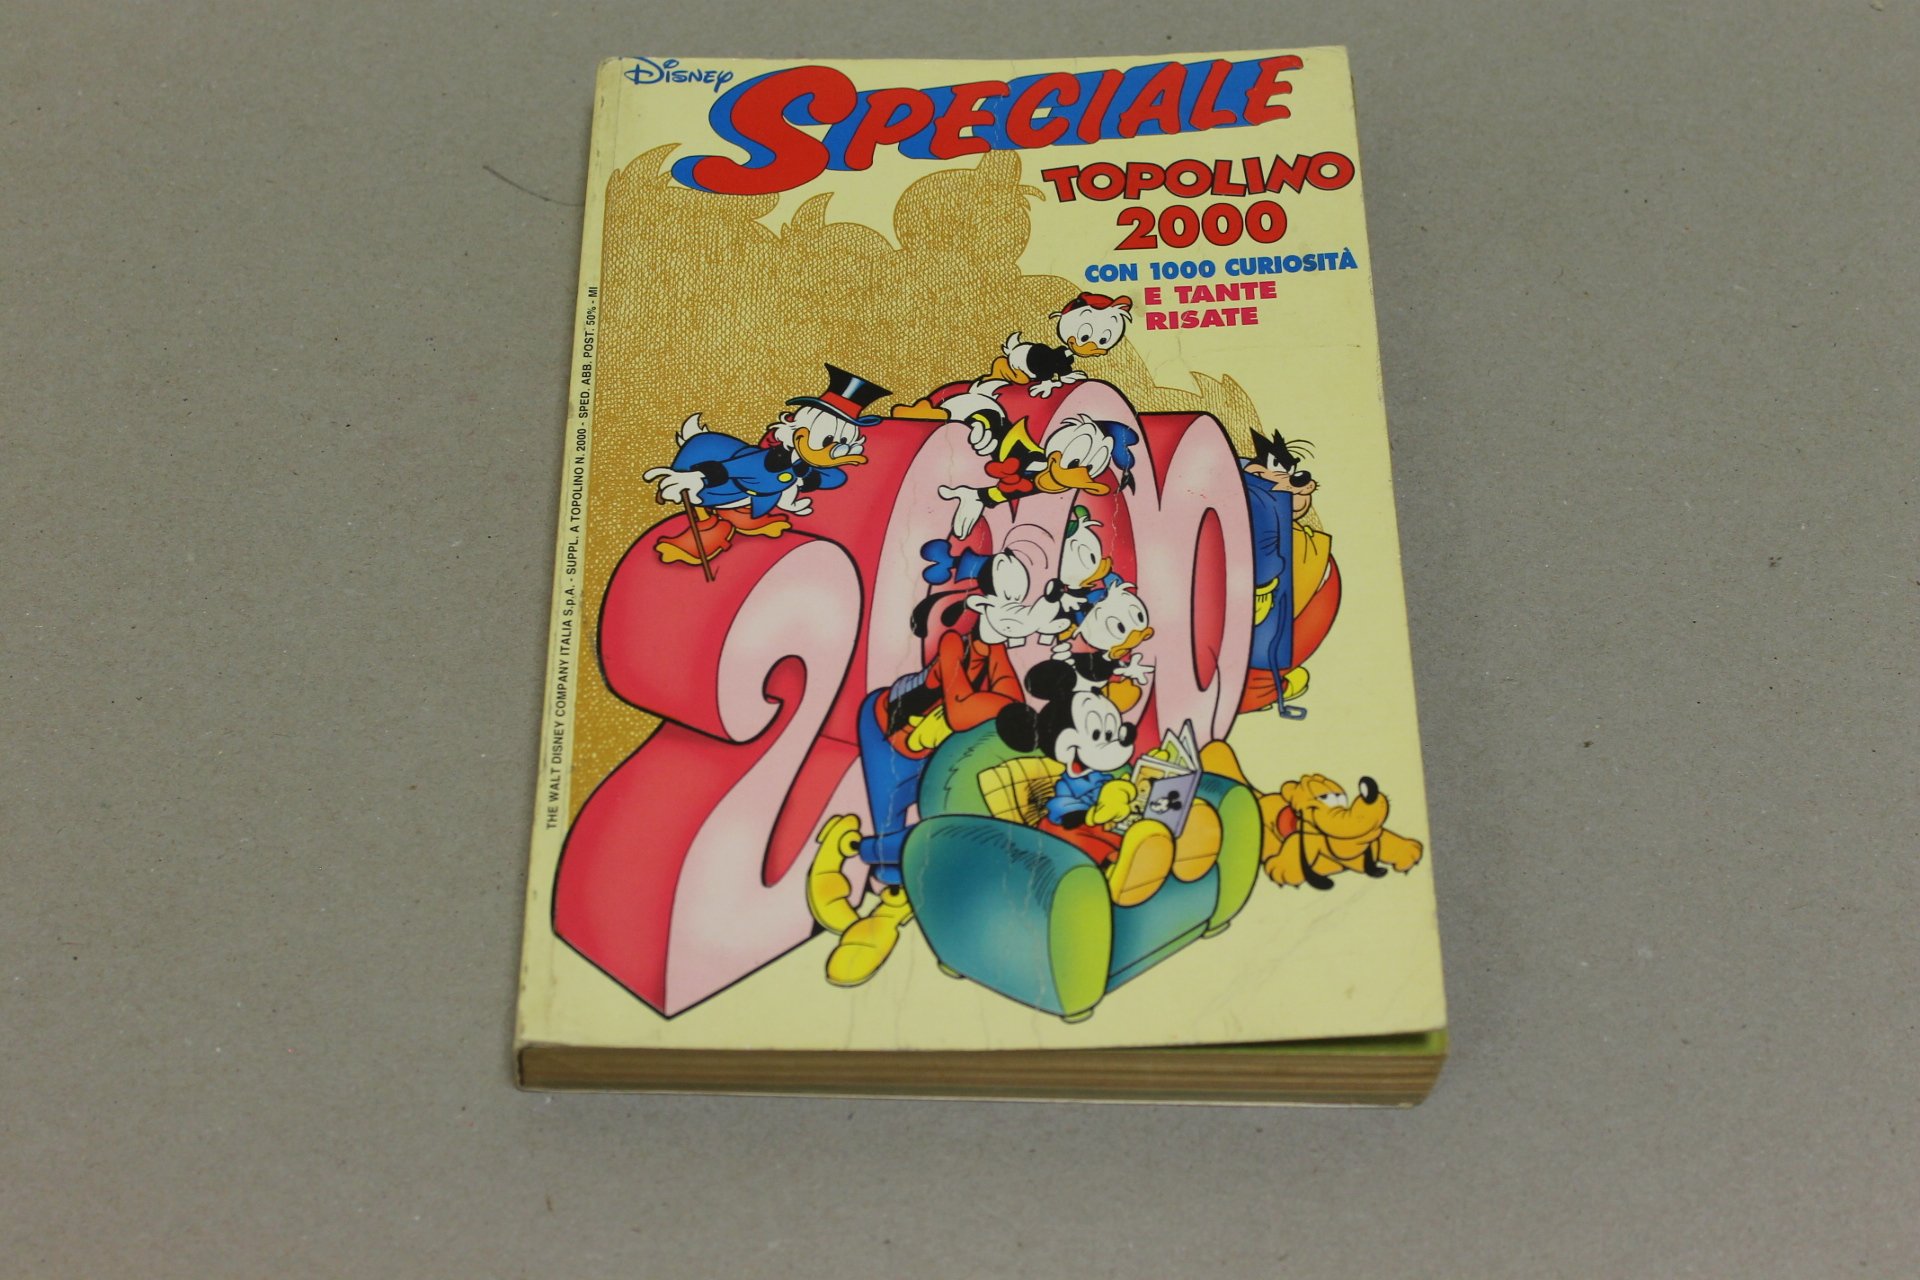 Disney
SPECIALE
TOPOLINO
2000
CON 1000 CURIOSITÀ
E TANTE
RISATE
THE WALT DISNEY COMPANY ITALIA S.p.A. - SUPPL. A TOPOLINO N. 2000 - SPED. ABB. POST. 50% - MI
2000